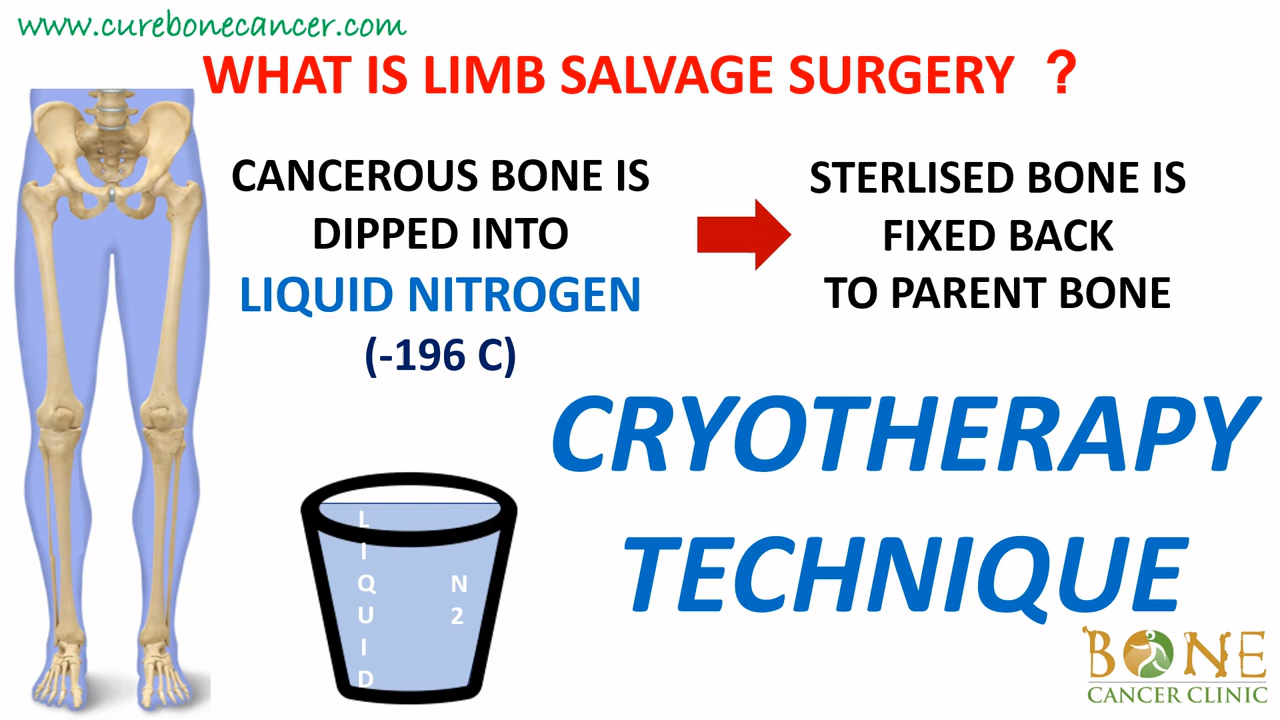 www.curebonecancer.com
WHAT IS LIMB SALVAGE SURGERY ?
CANCEROUS BONE IS
DIPPED INTO
LIQUID NITROGEN
(-196 C)
STERLISED BONE IS
FIXED BACK
TO PARENT BONE
CRYOTHERAPY
TECHNIQUE
LIQUID
N2
BONE
CANCER CLINIC